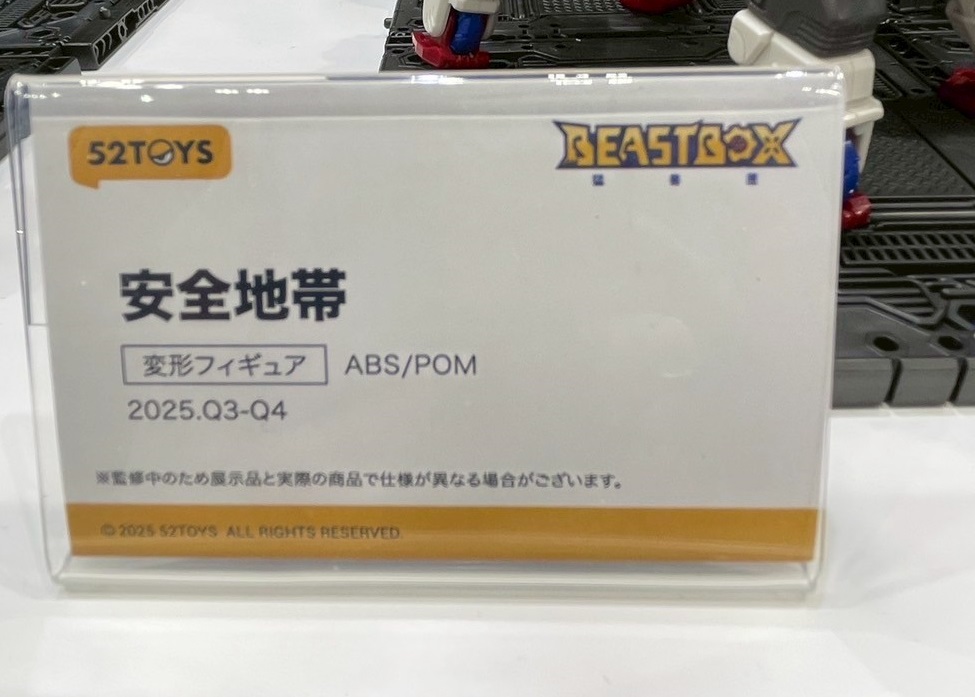 52TOYS
BEASTBOX
猛 兽 匣
安全地帯
変形フィギュア ABS/POM
2025.Q3-Q4
※監修中のため展示品と実際の商品で仕様が異なる場合がございます。
© 2025 52TOYS ALL RIGHTS RESERVED.